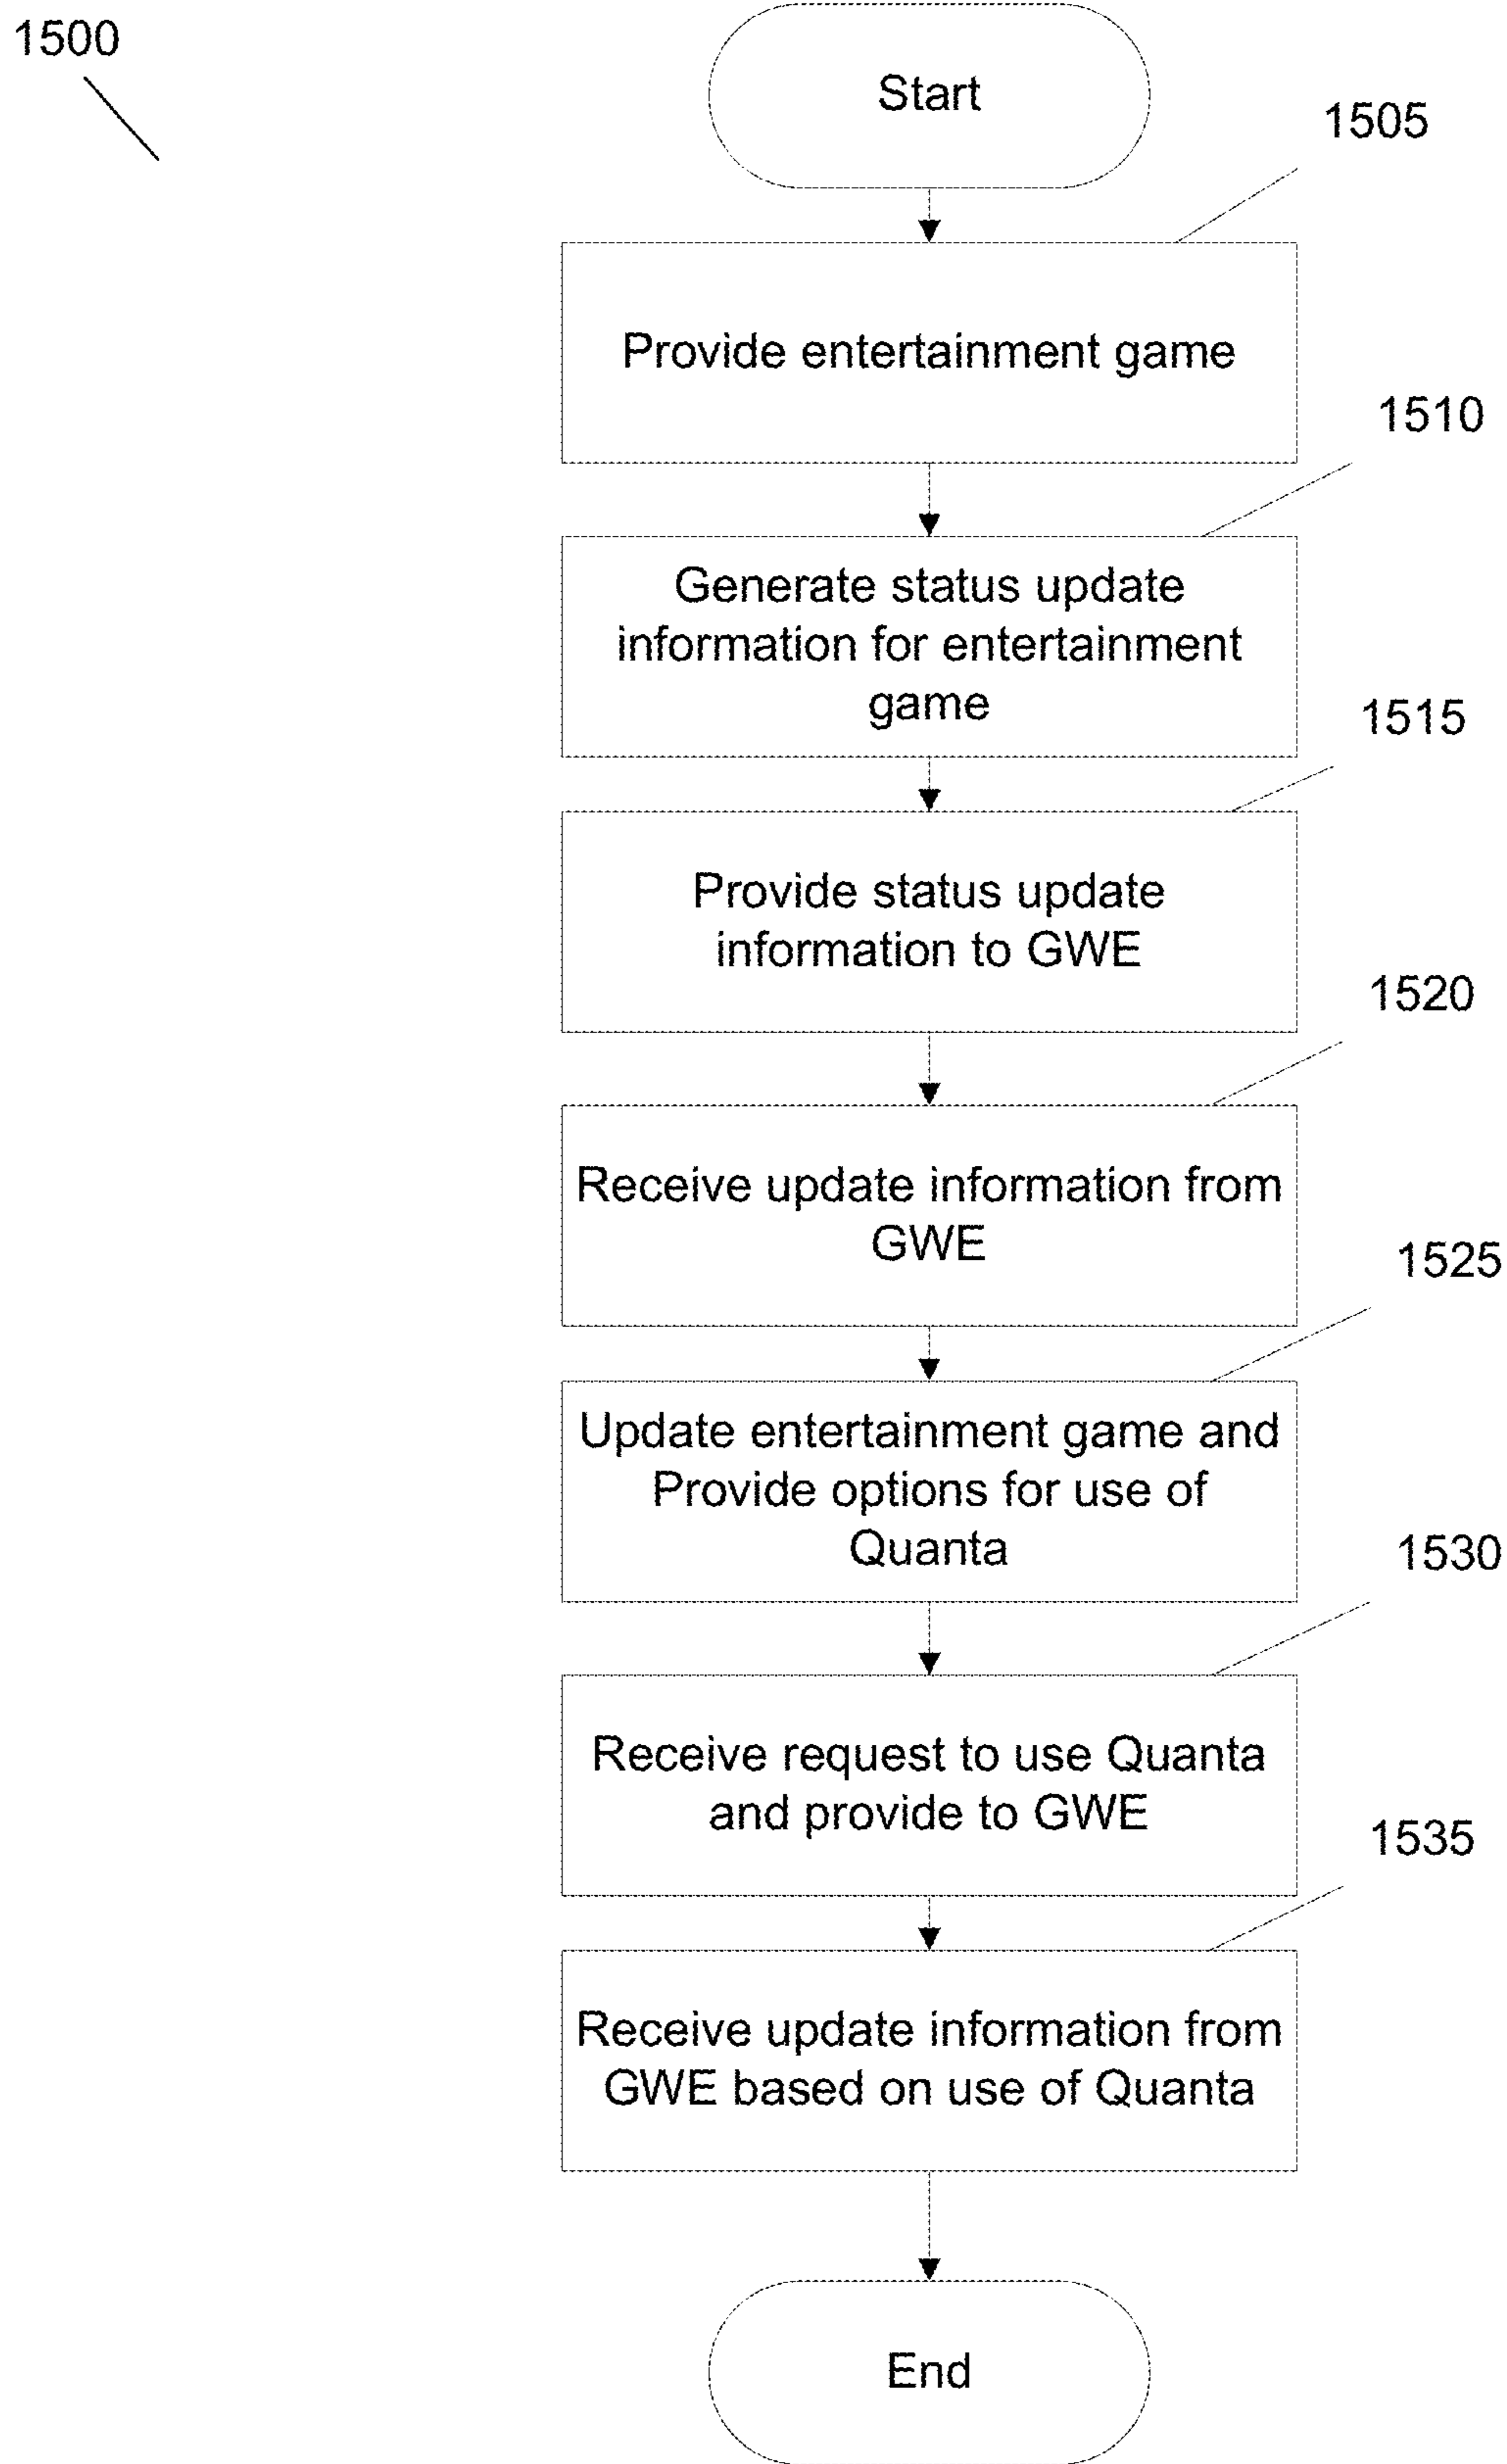 1500
Start
1505
Provide entertainment game
1510
Generate status update
information for entertainment
game
1515
Provide status update
information to GWE
1520
Receive update information from
GWE
1525
Update entertainment game and
Provide options for use of
Quanta
1530
Receive request to use Quanta
and provide to GWE
1535
Receive update information from
GWE based on use of Quanta
End